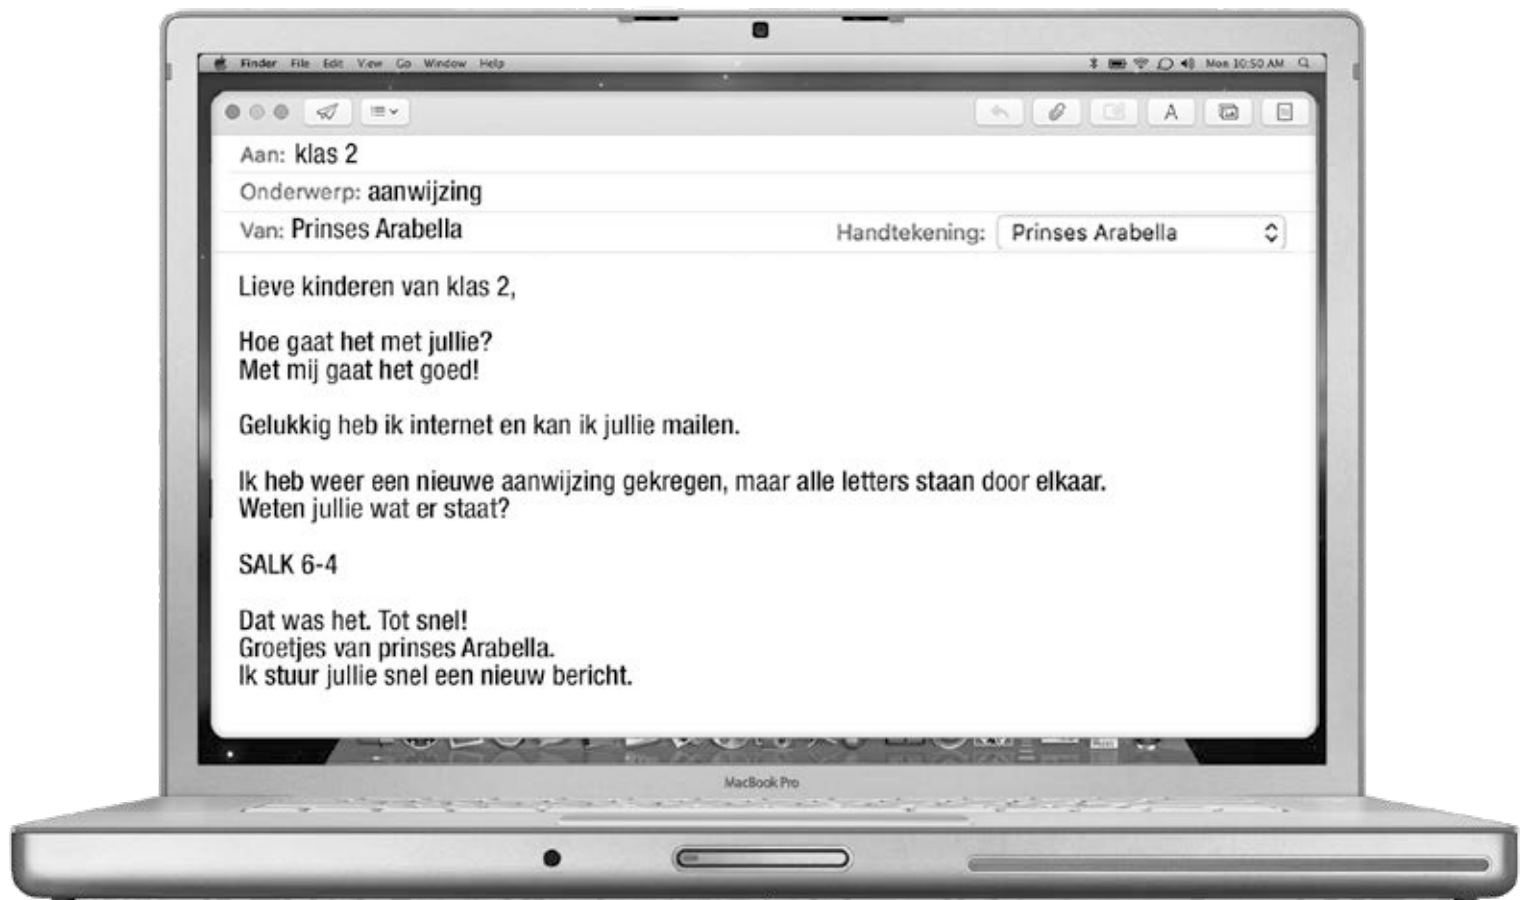 Finder File Edit View Go Window Help Mon 10:50 AM
Aan: klas 2
Onderwerp: aanwijzing
Van: Prinses Arabella Handtekening: Prinses Arabella
Lieve kinderen van klas 2,
Hoe gaat het met jullie?
Met mij gaat het goed!
Gelukkig heb ik internet en kan ik jullie mailen.
Ik heb weer een nieuwe aanwijzing gekregen, maar alle letters staan door elkaar.
Weten jullie wat er staat?
SALK 6-4
Dat was het. Tot snel!
Groetjes van prinses Arabella.
Ik stuur jullie snel een nieuw bericht.
MacBook Pro